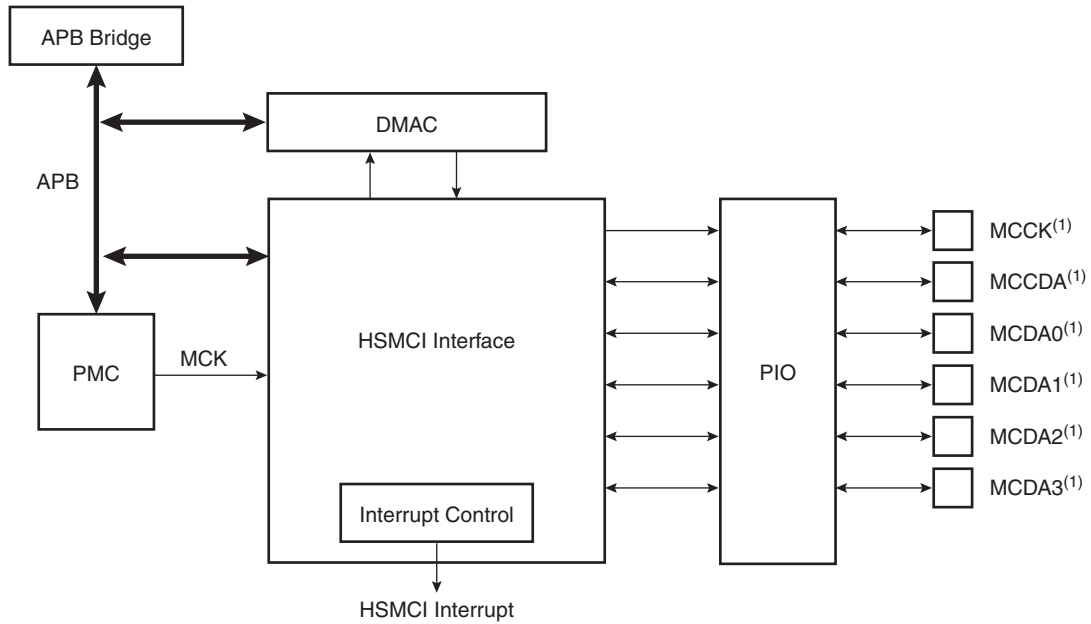 APB Bridge
DMAC
APB
MCCK(1)
MCCDA(1)
HSMCI Interface
MCDA0(1)
MCK
PMC
PIO
MCDA1(1)
MCDA2(1)
MCDA3(1)
Interrupt Control
HSMCI Interrupt